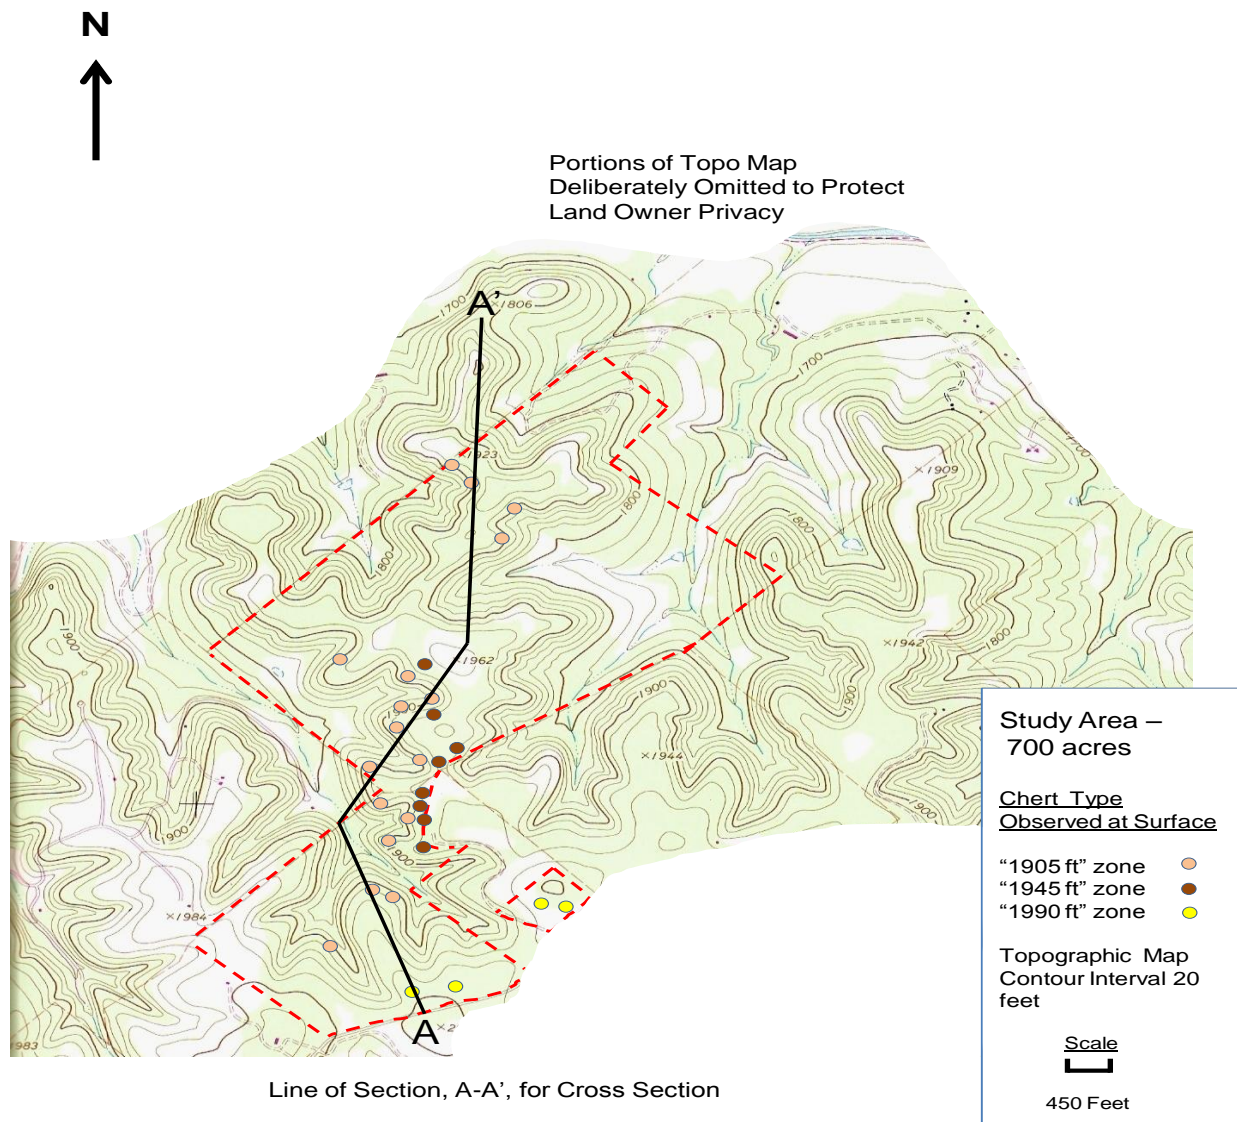 N
Portions of Topo Map
Deliberately Omitted to Protect
Land Owner Privacy
A’
×1806
1700
1700
1700
×1923
×1909
1800
1800
1800
1900
×1962
×1942
1800
1900
1900
×1944
1900
1900
1900
×1984
A
×2
1983
Study Area –
700 acres
Chert Type
Observed at Surface
“1905 ft” zone
“1945 ft” zone
“1990 ft” zone
Topographic Map
Contour Interval 20
feet
Scale
450 Feet
Line of Section, A-A’, for Cross Section